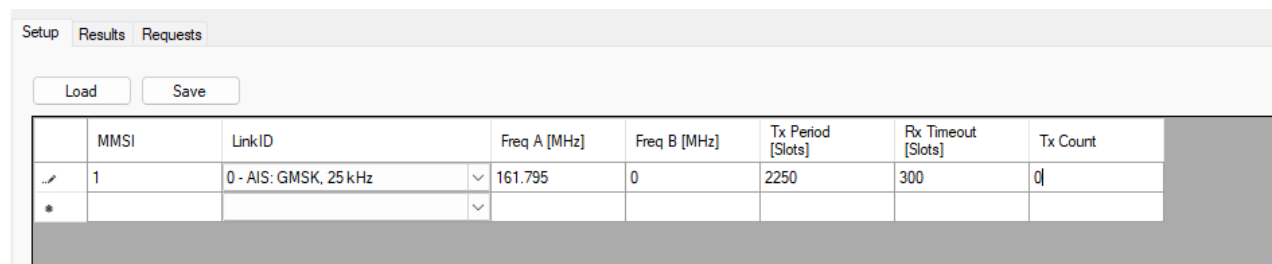 Setup Results Requests
Load Save
MMSI LinkID Freq A [MHz] Freq B [MHz] Tx Period [Slots] Rx Timeout [Slots] Tx Count
1 0 - AIS: GMSK, 25 kHz 161.795 0 2250 300 0